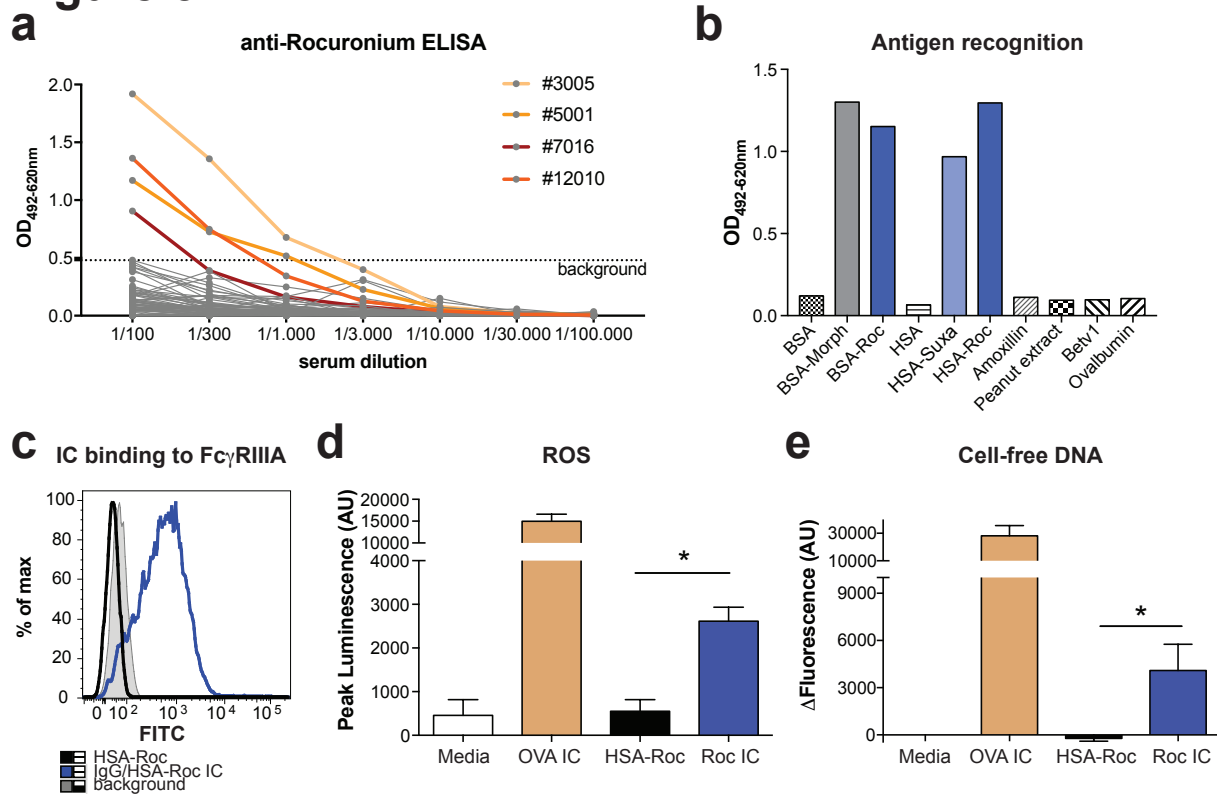 a
anti-Rocuronium ELISA
2.0
1.5
1.0
0.5
0.0
OD492-620nm
#3005
#5001
#7016
#12010
background
1/100
1/300
1/1.000
1/3.000
1/10.000
1/30.000
1/100.000
serum dilution
b
Antigen recognition
1.5
1.0
0.5
0.0
OD492-620nm
BSA
BSA-Morph
BSA-Roc
HSA
HSA-Suxa
HSA-Roc
Amoxilin
Peanut extract
Betv1
Ovalbumin
c
IC binding to FcγRIIIA
100
80
60
40
20
0
% of max
0 10² 10³ 10⁴ 10⁵
FITC
HSA-Roc
IgG/HSA-Roc IC
background
d
ROS
20000
15000
10000
4000
3000
2000
1000
0
Peak Luminescence (AU)
*
Media
OVA IC
HSA-Roc
Roc IC
e
Cell-free DNA
30000
10000
9000
6000
3000
0
ΔFluorescence (AU)
*
Media
OVA IC
HSA-Roc
Roc IC